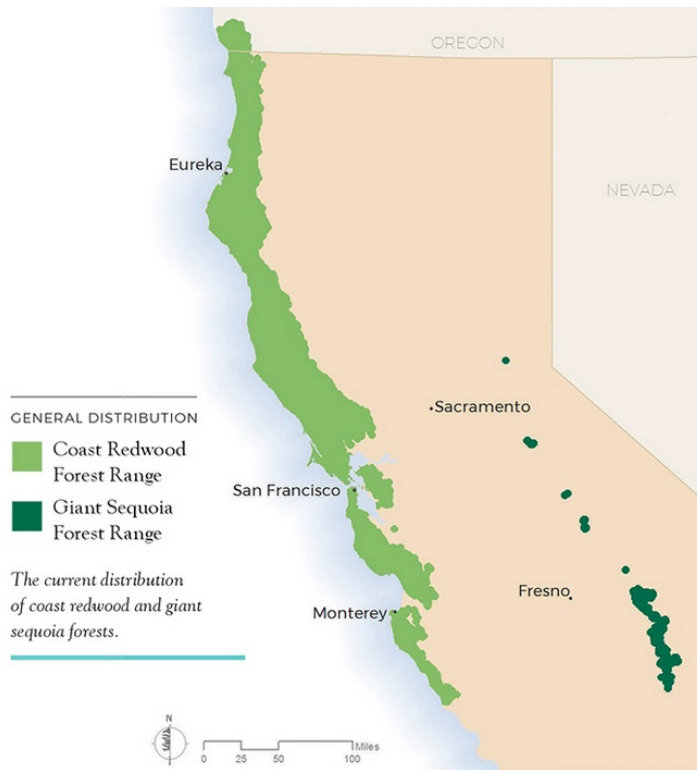 OREGON
Eureka
NEVADA
Sacramento
GENERAL DISTRIBUTION
Coast Redwood
Forest Range
San Francisco
Giant Sequoia
Forest Range
The current distribution
of coast redwood and giant
sequoia forests.
Fresno
Monterey
N
Miles
0 25 50 100